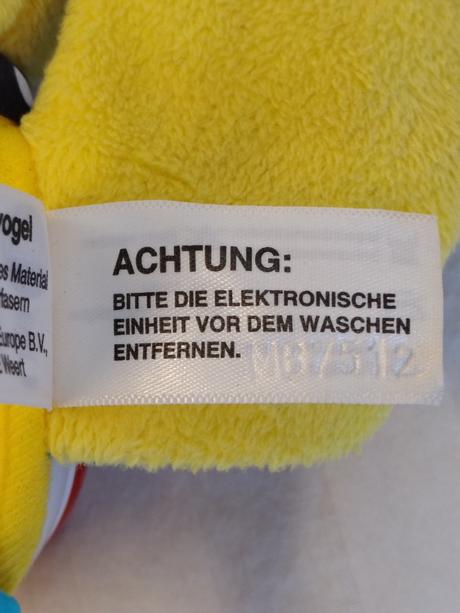 vogel
es Material
fasern
Europe B.V.,
Weert
ACHTUNG:
BITTE DIE ELEKTRONISCHE
EINHEIT VOR DEM WASCHEN
ENTFERNEN.